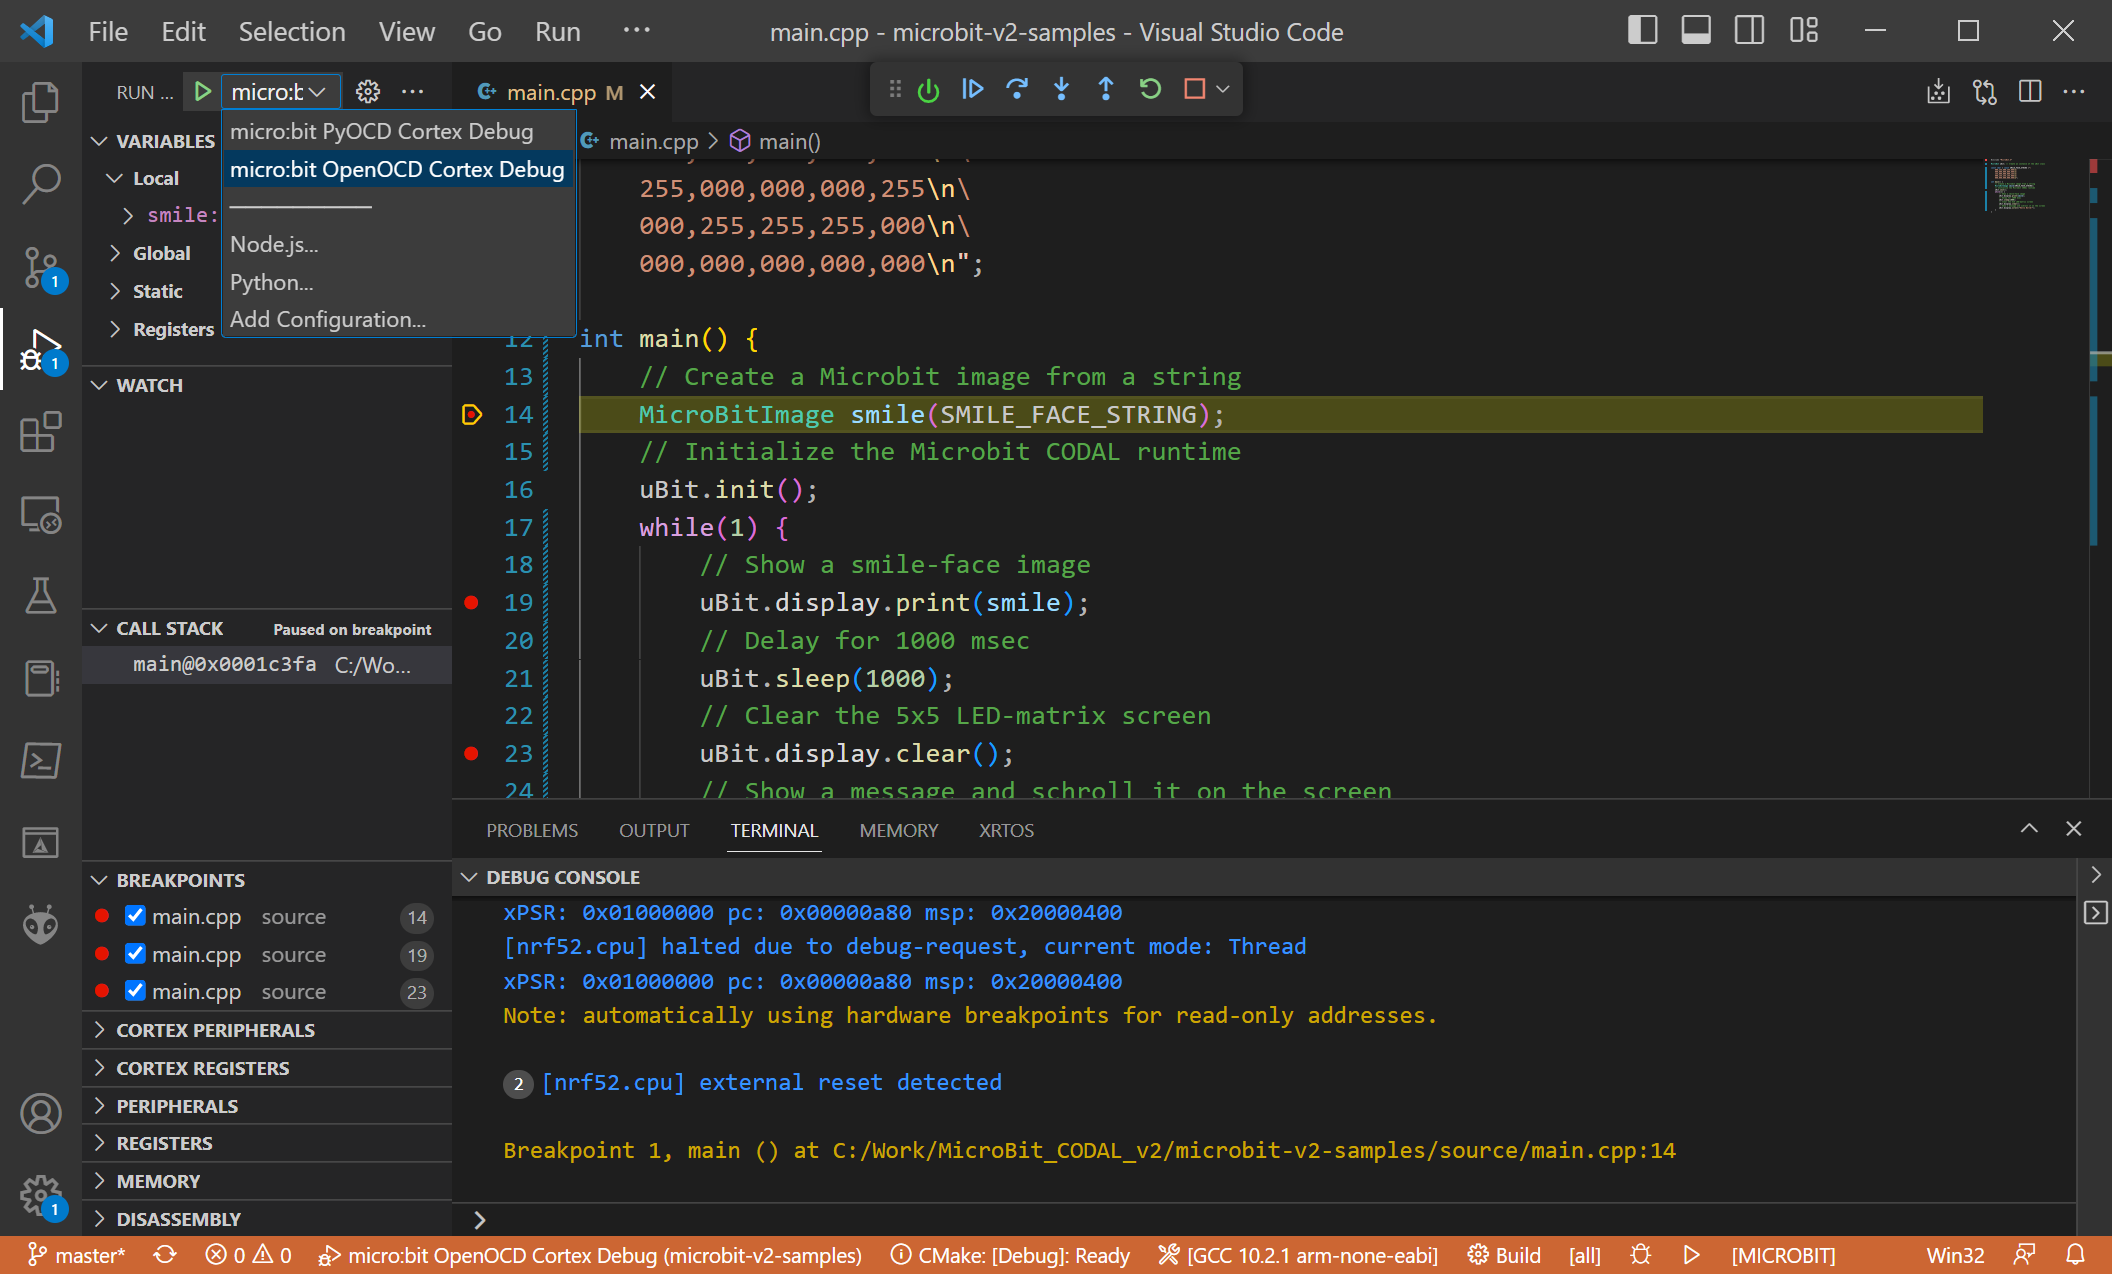 File Edit Selection View Go Run ··· main.cpp - microbit-v2-samples - Visual Studio Code
RUN ... micro:b
micro:bit PyOCD Cortex Debug
micro:bit OpenOCD Cortex Debug
Node.js...
Python...
Add Configuration...
VARIABLES
Local
smile:
Global
Static
Registers
WATCH
CALL STACK Paused on breakpoint
main@0x0001c3fa C:/Wo...
BREAKPOINTS
main.cpp source 14
main.cpp source 19
main.cpp source 23
CORTEX PERIPHERALS
CORTEX REGISTERS
PERIPHERALS
REGISTERS
MEMORY
DISASSEMBLY
1
1
1
main.cpp M
main.cpp > main()
255,000,000,000,255\n\
000,255,255,255,000\n\
000,000,000,000,000\n";
12 int main() {
13 // Create a Microbit image from a string
14 MicroBitImage smile(SMILE_FACE_STRING);
15 // Initialize the Microbit CODAL runtime
16 uBit.init();
17 while(1) {
18 // Show a smile-face image
19 uBit.display.print(smile);
20 // Delay for 1000 msec
21 uBit.sleep(1000);
22 // Clear the 5x5 LED-matrix screen
23 uBit.display.clear();
24 // Show a message and schroll it on the screen
PROBLEMS OUTPUT TERMINAL MEMORY XRTOS
DEBUG CONSOLE
xPSR: 0x01000000 pc: 0x00000a80 msp: 0x20000400
[nrf52.cpu] halted due to debug-request, current mode: Thread
xPSR: 0x01000000 pc: 0x00000a80 msp: 0x20000400
Note: automatically using hardware breakpoints for read-only addresses.
2 [nrf52.cpu] external reset detected
Breakpoint 1, main () at C:/Work/MicroBit_CODAL_v2/microbit-v2-samples/source/main.cpp:14
master* 0 0 micro:bit OpenOCD Cortex Debug (microbit-v2-samples) CMake: [Debug]: Ready [GCC 10.2.1 arm-none-eabi] Build [all] [MICROBIT] Win32